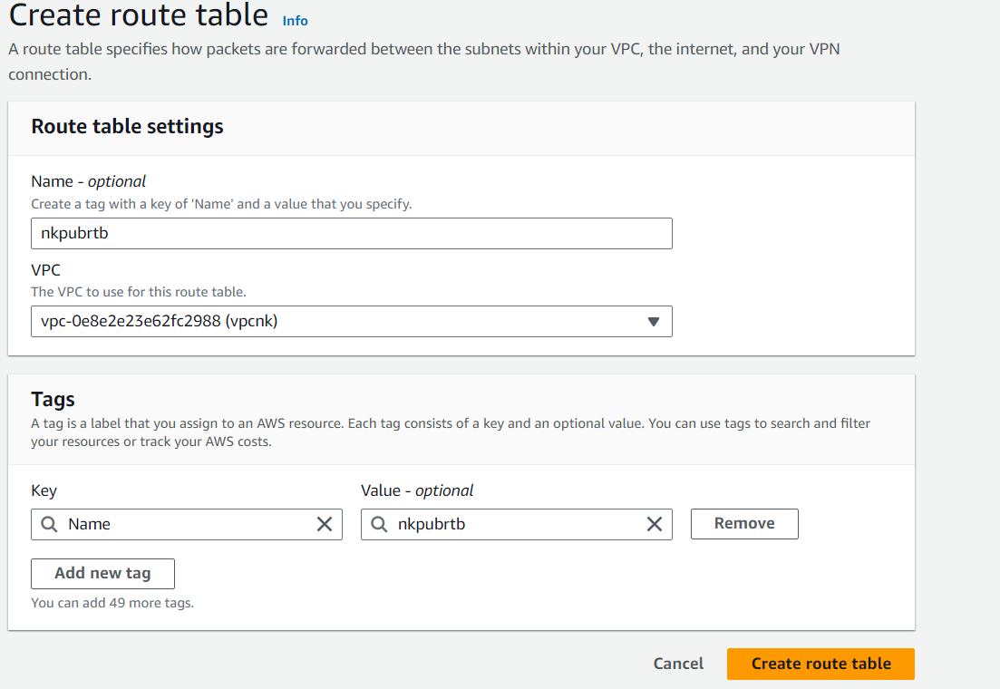 Create route table Info
A route table specifies how packets are forwarded between the subnets within your VPC, the internet, and your VPN
connection.
Route table settings
Name - optional
Create a tag with a key of 'Name' and a value that you specify.
nkpubrtb
VPC
The VPC to use for this route table.
vpc-0e8e2e23e62fc2988 (vpcnk)
Tags
A tag is a label that you assign to an AWS resource. Each tag consists of a key and an optional value. You can use tags to search and filter
your resources or track your AWS costs.
Key Value - optional
Name nkpubrtb Remove
Add new tag
You can add 49 more tags.
Cancel Create route table